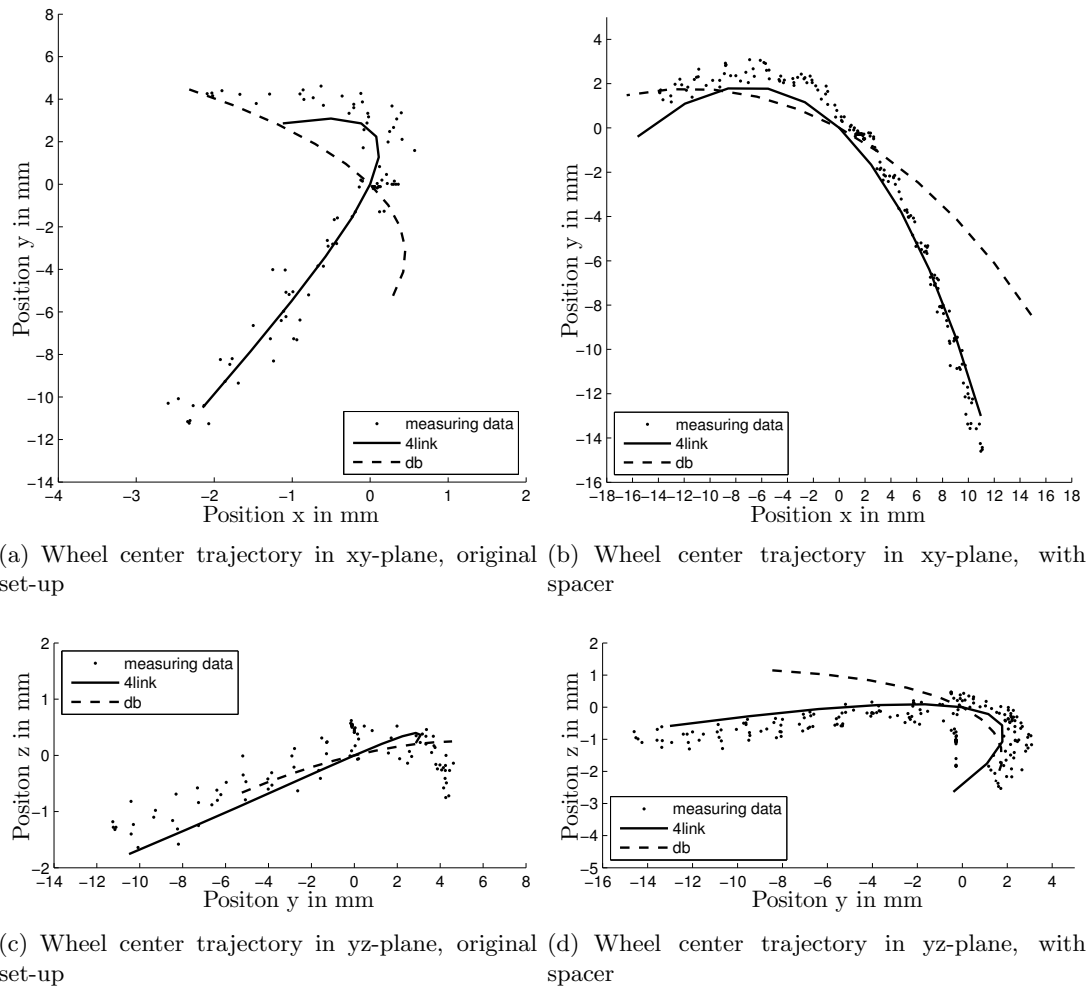 8
6
4
2
0
−2
−4
−6
−8
−10
−12
−14
Position y in mm
measuring data
4link
db
−4 −3 −2 −1 0 1 2
Position x in mm
(a) Wheel center trajectory in xy-plane, original
set-up
4
2
0
−2
−4
−6
−8
−10
−12
−14
−16
Position y in mm
measuring data
4link
db
−18 −16 −14 −12 −10 −8 −6 −4 −2 0 2 4 6 8 10 12 14 16 18
Position x in mm
(b) Wheel center trajectory in xy-plane, with
spacer
2
1
0
−1
−2
Positon z in mm
measuring data
4link
db
−14 −12 −10 −8 −6 −4 −2 0 2 4 6 8
Positon y in mm
(c) Wheel center trajectory in yz-plane, original
set-up
2
1
0
−1
−2
−3
−4
−5
Positon z in mm
measuring data
4link
db
−16 −14 −12 −10 −8 −6 −4 −2 0 2 4
Positon y in mm
(d) Wheel center trajectory in yz-plane, with
spacer